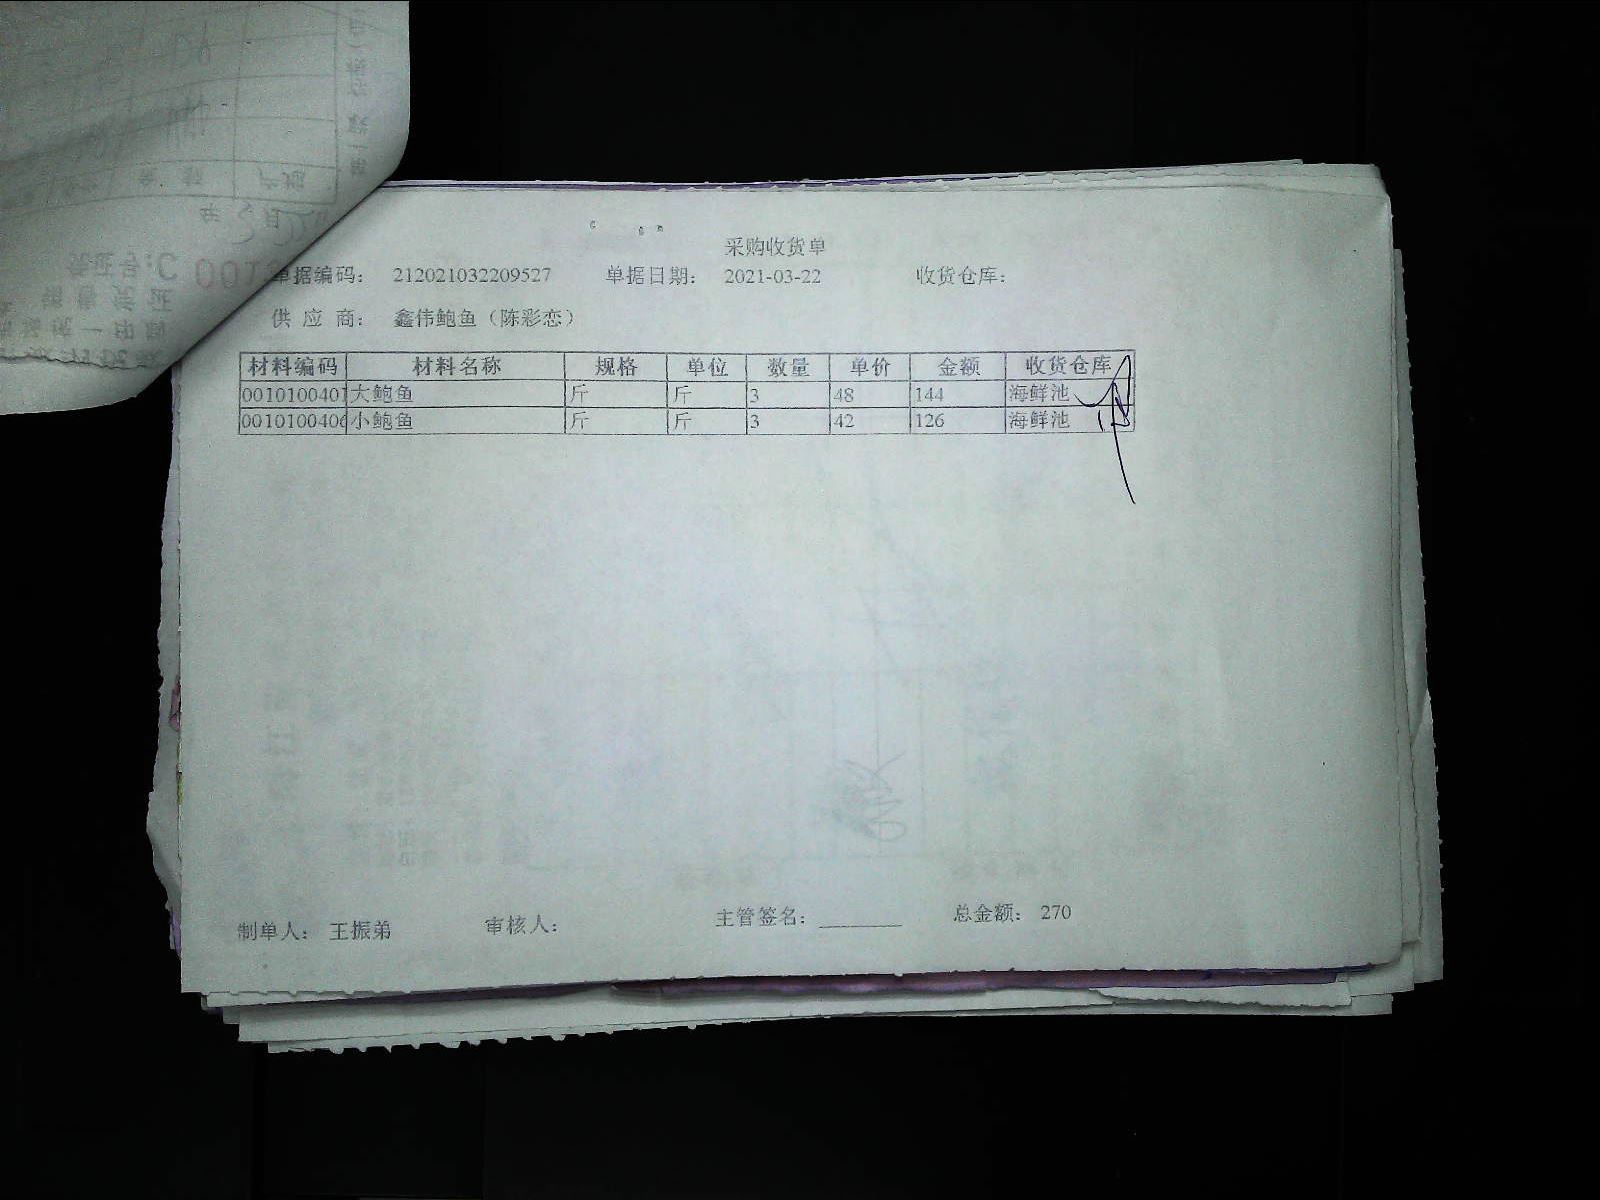 采购收货单
单据编码： 212021032209527 单据日期： 2021-03-22 收货仓库：
供 应 商： 鑫伟鲍鱼（陈彩恋）
材料编码 材料名称 规格 单位 数量 单价 金额 收货仓库
0010100401 大鲍鱼 斤 斤 3 48 144 海鲜池
0010100406 小鲍鱼 斤 斤 3 42 126 海鲜池
制单人： 王振弟 审核人： 主管签名： 总金额： 270